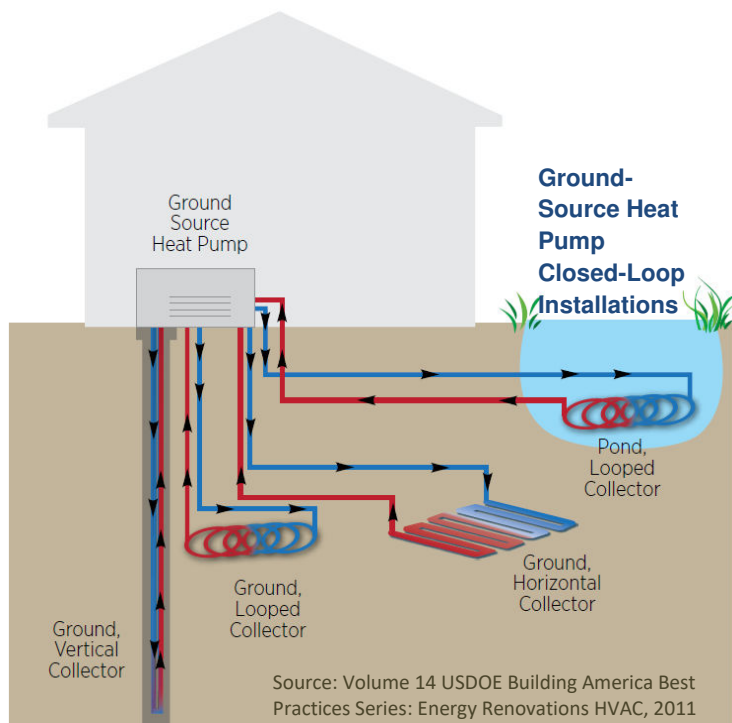 Ground-
Source Heat
Pump
Closed-Loop
Installations
Ground
Source
Heat Pump
Pond,
Looped
Collector
Ground,
Horizontal
Collector
Ground,
Looped
Collector
Ground,
Vertical
Collector
Source: Volume 14 USDOE Building America Best
Practices Series: Energy Renovations HVAC, 2011